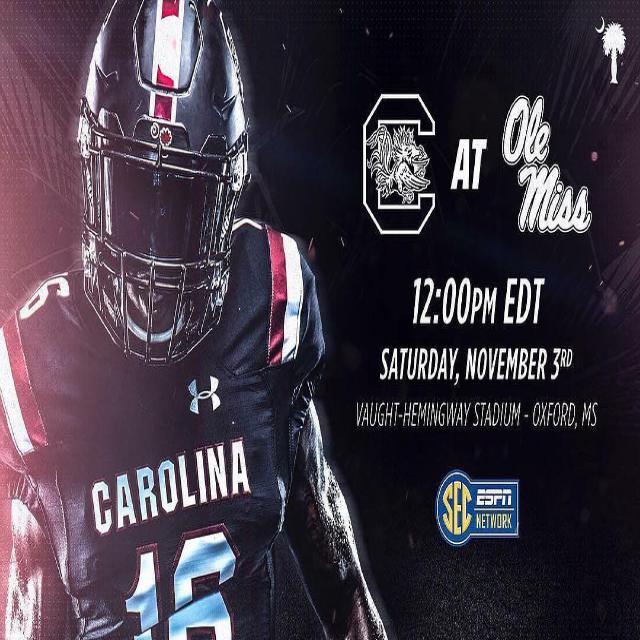 AT
Ole
Miss
12:00PM EDT
SATURDAY, NOVEMBER 3RD
VAUGHT-HEMINGWAY STADIUM - OXFORD, MS
SEC
ESPN
NETWORK
6
CAROLINA
16